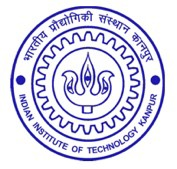 भारतीय प्रौद्योगिकी संस्थान कानपुर
INDIAN INSTITUTE OF TECHNOLOGY KANPUR